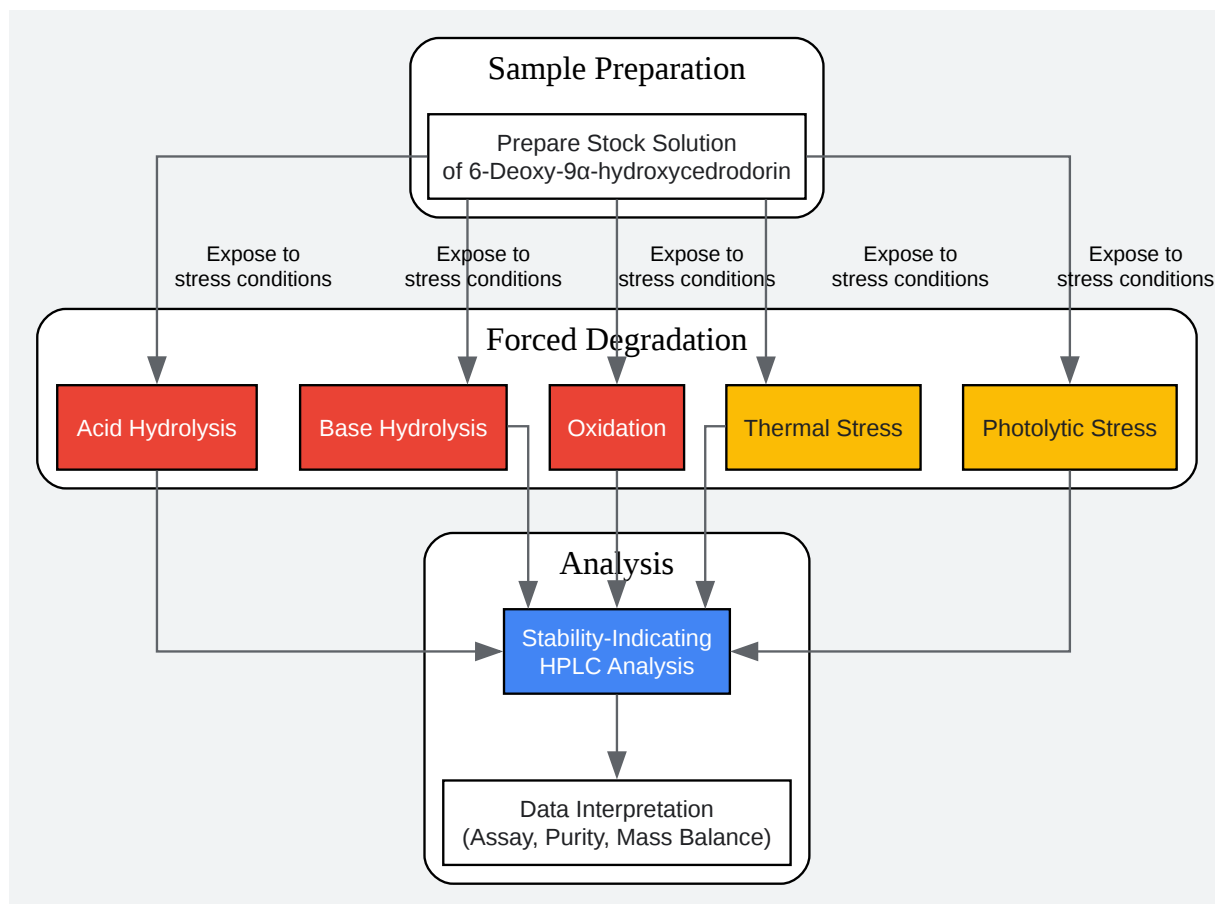 Sample Preparation
Prepare Stock Solution
of 6-Deoxy-9α-hydroxycedrodorin
Expose to
stress conditions
Expose to
stress conditions
Expose to
stress conditions
Expose to
stress conditions
Expose to
stress conditions
Forced Degradation
Acid Hydrolysis
Base Hydrolysis
Oxidation
Thermal Stress
Photolytic Stress
Analysis
Stability-Indicating
HPLC Analysis
Data Interpretation
(Assay, Purity, Mass Balance)